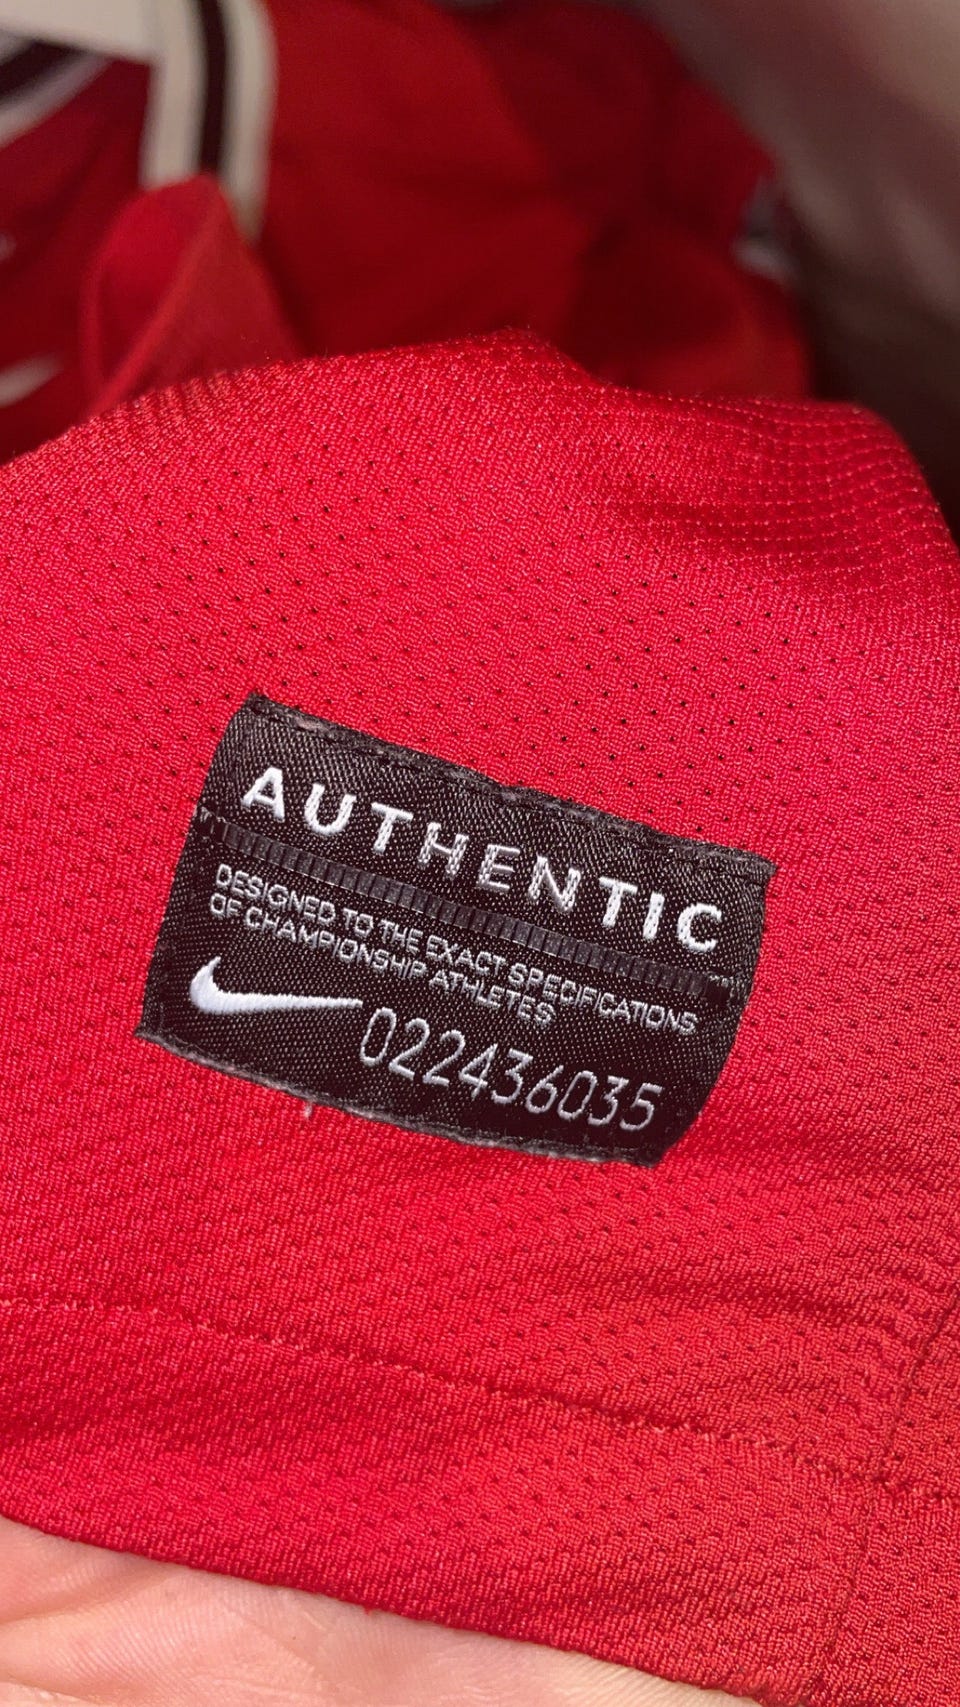 AUTHENTIC
DESIGNED TO THE EXACT SPECIFICATIONS
OF CHAMPIONSHIP ATHLETES
022436035